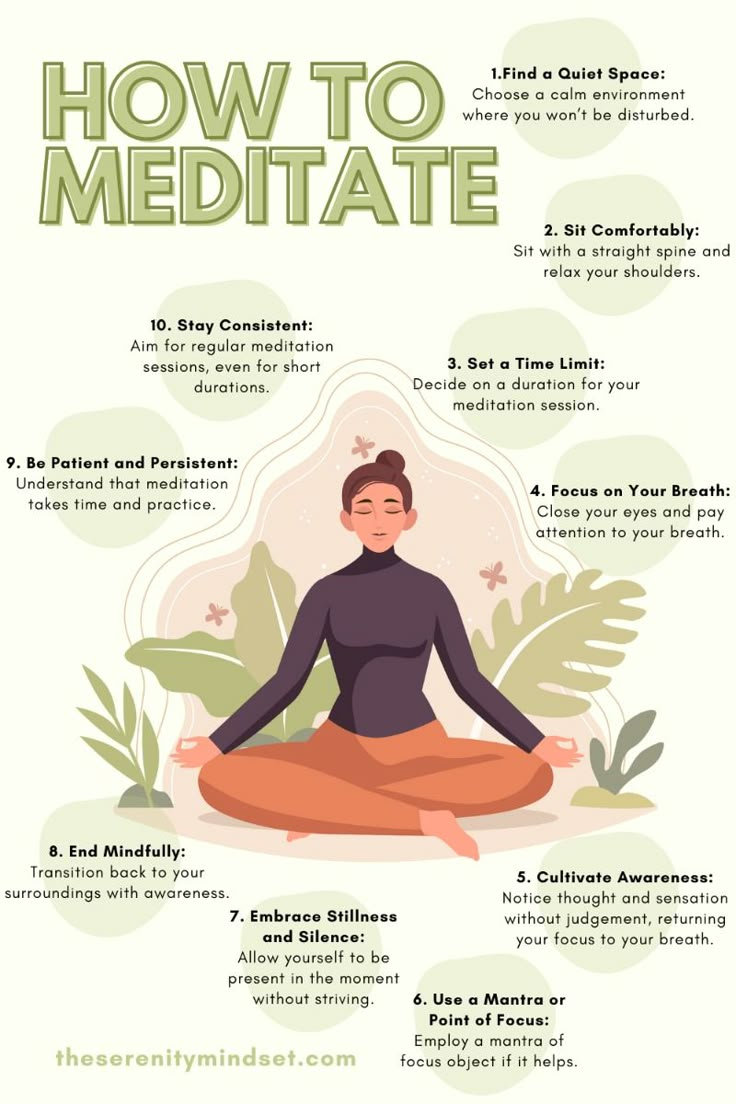 HOW TO
MEDITATE
1.Find a Quiet Space:
Choose a calm environment
where you won't be disturbed.
2. Sit Comfortably:
Sit with a straight spine and
relax your shoulders.
3. Set a Time Limit:
Decide on a duration for your
meditation session.
4. Focus on Your Breath:
Close your eyes and pay
attention to your breath.
5. Cultivate Awareness:
Notice thought and sensation
without judgement, returning
your focus to your breath.
6. Use a Mantra or
Point of Focus:
Employ a mantra of
focus object if it helps.
7. Embrace Stillness
and Silence:
Allow yourself to be
present in the moment
without striving.
8. End Mindfully:
Transition back to your
surroundings with awareness.
9. Be Patient and Persistent:
Understand that meditation
takes time and practice.
10. Stay Consistent:
Aim for regular meditation
sessions, even for short
durations.
theserenitymindset.com